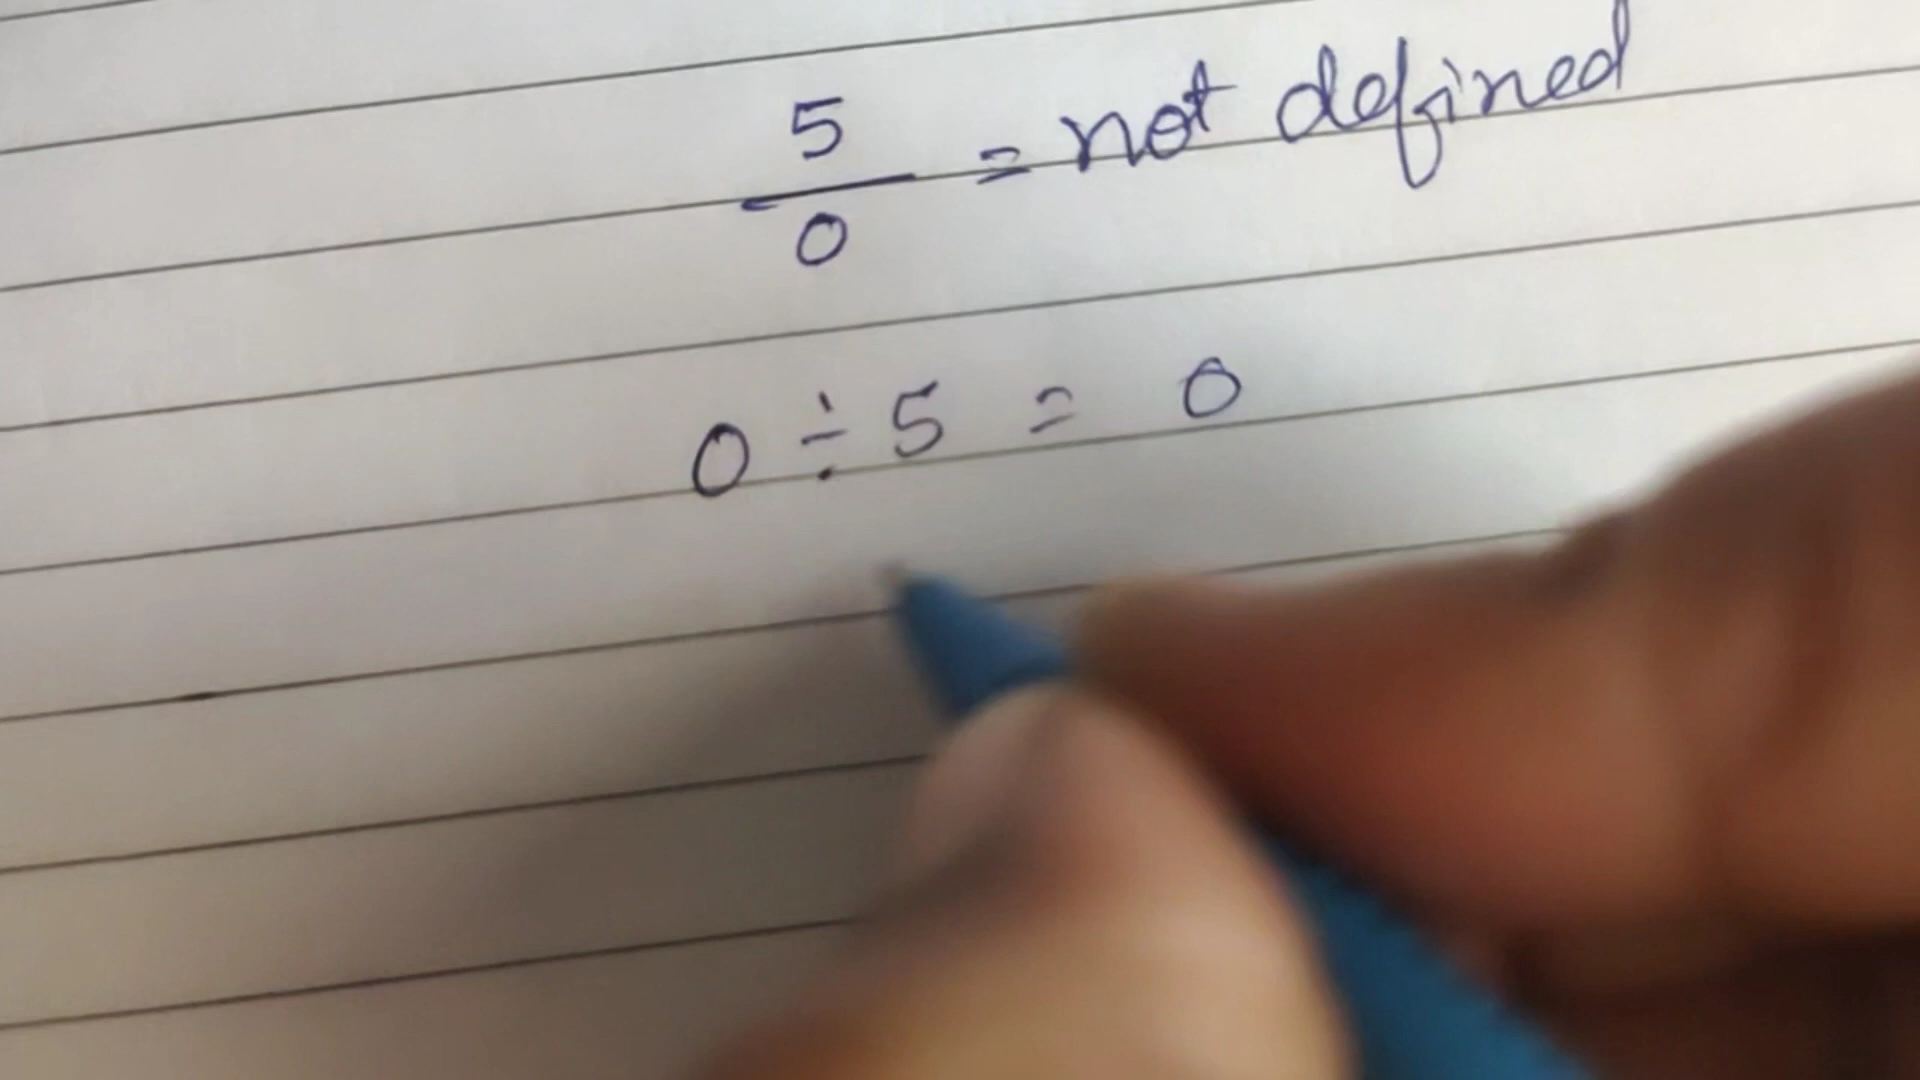 5/0 = not defined
0 ÷ 5 = 0